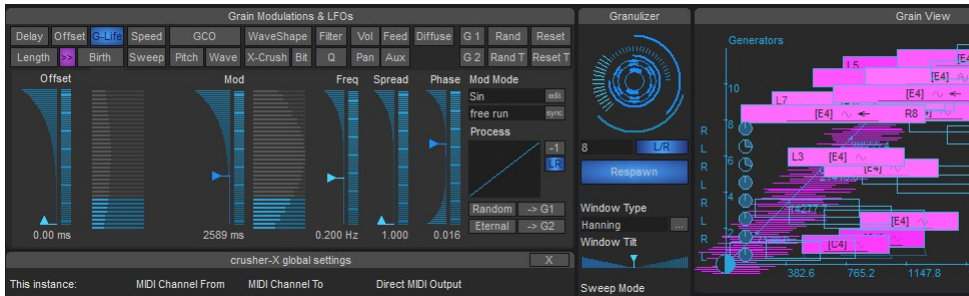 Grain Modulations & LFOs
Delay Offset G-Life Speed GCO WaveShape Filter Vol Feed Diffuse G 1 Rand Reset
Length >> Birth Sweep Pitch Wave X-Crush Bit Q Pan Aux G 2 Rand T Reset T
Offset Mod Freq Spread Phase Mod Mode
Sin edit
free run sync
Process
-1
LR
Random -> G1
Eternal -> G2
0.00 ms 2589 ms 0.200 Hz 1.000 0.016
crusher-X global settings X
This instance: MIDI Channel From MIDI Channel To Direct MIDI Output
Granulizer
8 L/R
Respawn
Window Type
Hanning ...
Window Tilt
Sweep Mode
Grain View
Generators
L5
[E4]
10 L7 [E4]
[E4] R8
R 8
L
R 6 L3 [E4]
[E4]
L
R 4
L [E4]
R 2
L [C4]
382.6 765.2 1147.8